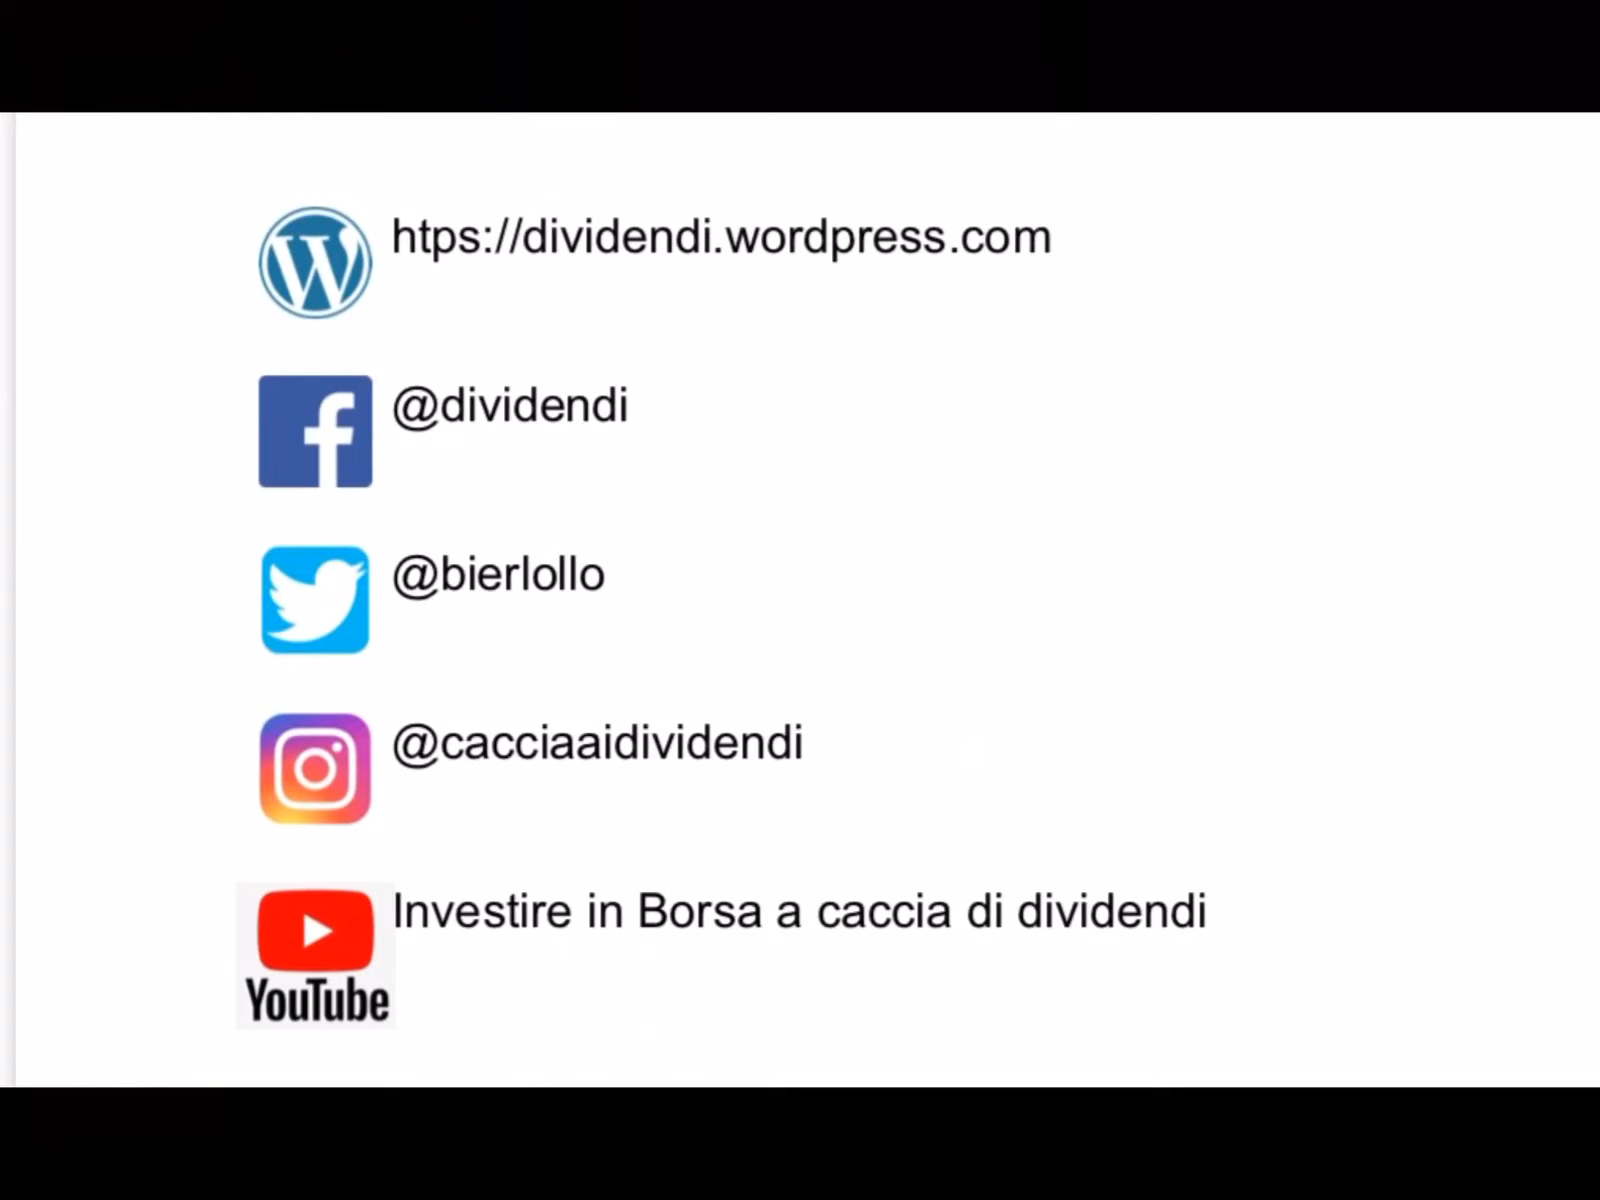 htps://dividendi.wordpress.com
@dividendi
@bierlollo
@cacciaaidividendi
Investire in Borsa a caccia di dividendi
YouTube